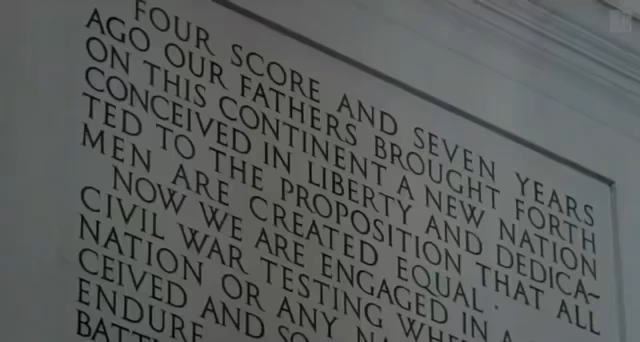 FOUR SCORE AND SEVEN YEARS
AGO OUR FATHERS BROUGHT FORTH
ON THIS CONTINENT A NEW NATION
CONCEIVED IN LIBERTY AND DEDICA-
TED TO THE PROPOSITION THAT ALL
MEN ARE CREATED EQUAL ·
NOW WE ARE ENGAGED IN A
CIVIL WAR TESTING
NATION OR ANY
CEIVED AND
ENDURE